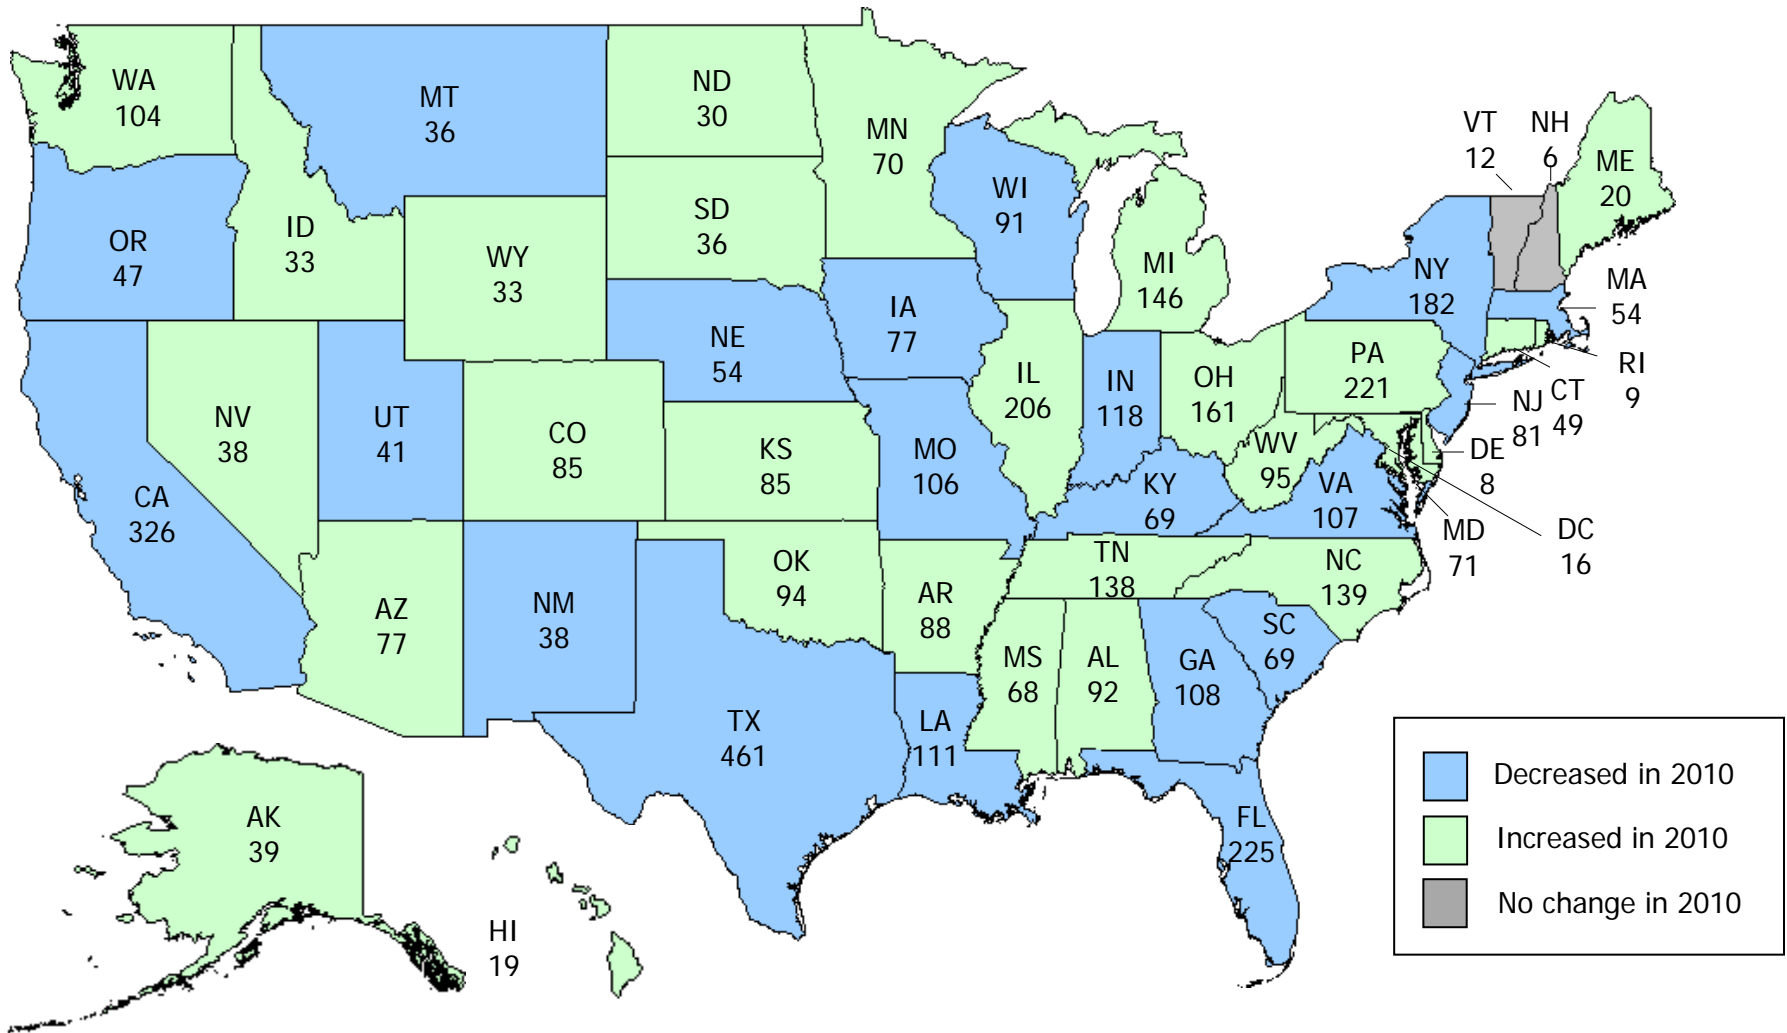 WA
104
MT
36
ND
30
MN
70
VT
12
NH
6
ME
20
OR
47
ID
33
WY
33
SD
36
WI
91
MI
146
NY
182
MA
54
NE
54
IA
77
IL
206
IN
118
OH
161
PA
221
RI
9
CT
49
NJ
81
NV
38
UT
41
CO
85
KS
85
MO
106
KY
69
WV
95
VA
107
DE
8
MD
71
DC
16
CA
326
AZ
77
NM
38
OK
94
AR
88
TN
138
NC
139
SC
69
MS
68
AL
92
GA
108
TX
461
LA
111
FL
225
AK
39
HI
19
Decreased in 2010
Increased in 2010
No change in 2010